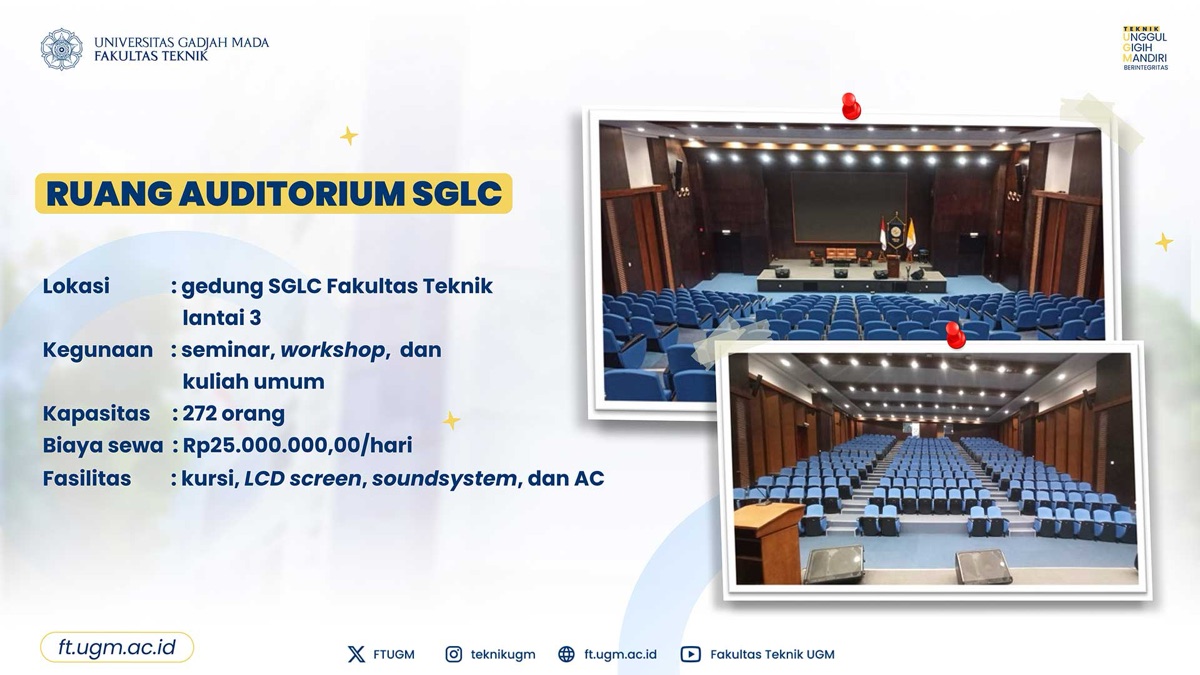 UNIVERSITAS GADJAH MADA
FAKULTAS TEKNIK
TEKNIK
UNGGUL
GIGIH
MANDIRI
BERINTEGRITAS
RUANG AUDITORIUM SGLC
Lokasi : gedung SGLC Fakultas Teknik
lantai 3
Kegunaan : seminar, workshop, dan
kuliah umum
Kapasitas : 272 orang
Biaya sewa : Rp25.000.000,00/hari
Fasilitas : kursi, LCD screen, soundsystem, dan AC
ft.ugm.ac.id
FTUGM
teknikugm
ft.ugm.ac.id
Fakultas Teknik UGM